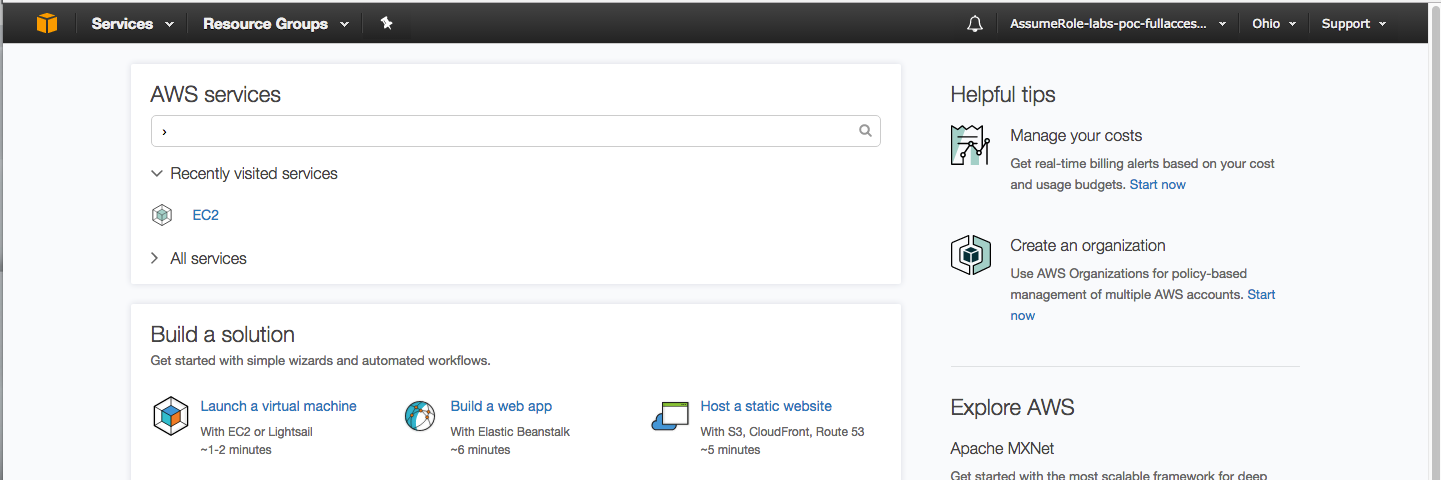 Services
Resource Groups
AssumeRole-labs-poc-fullacces...
Ohio
Support
AWS services
›
Recently visited services
EC2
All services
Build a solution
Get started with simple wizards and automated workflows.
Launch a virtual machine
With EC2 or Lightsail
~1-2 minutes
Build a web app
With Elastic Beanstalk
~6 minutes
Host a static website
With S3, CloudFront, Route 53
~5 minutes
Helpful tips
Manage your costs
Get real-time billing alerts based on your cost
and usage budgets. Start now
Create an organization
Use AWS Organizations for policy-based
management of multiple AWS accounts. Start
now
Explore AWS
Apache MXNet
Get started with the most scalable framework for deep